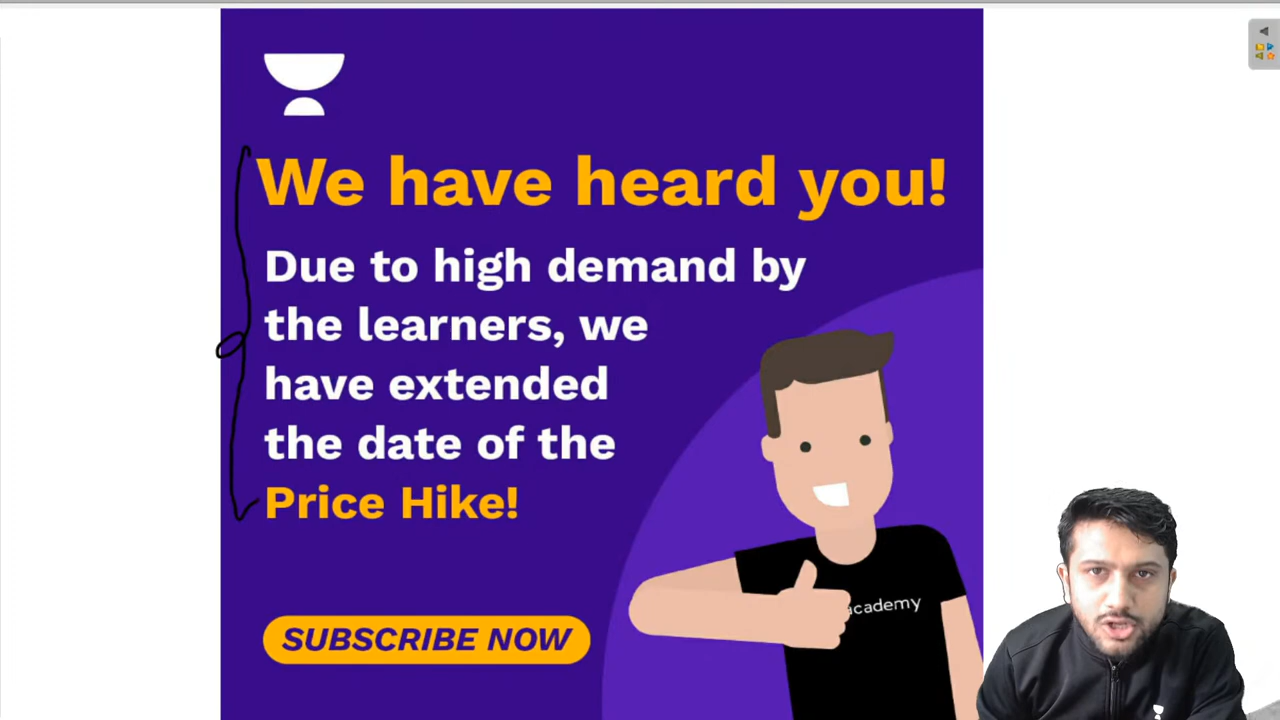 We have heard you!
Due to high demand by
the learners, we
have extended
the date of the
Price Hike!
academy
SUBSCRIBE NOW